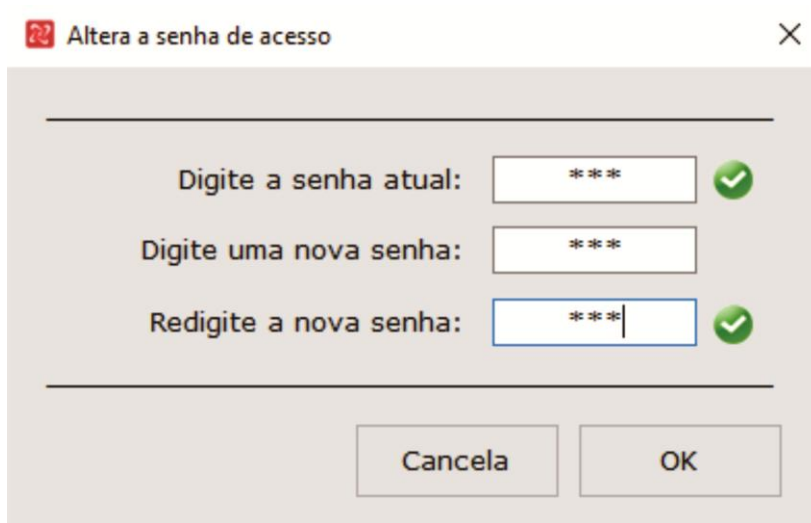 Altera a senha de acesso
Digite a senha atual: ***
Digite uma nova senha: ***
Redigite a nova senha: ***
Cancela OK